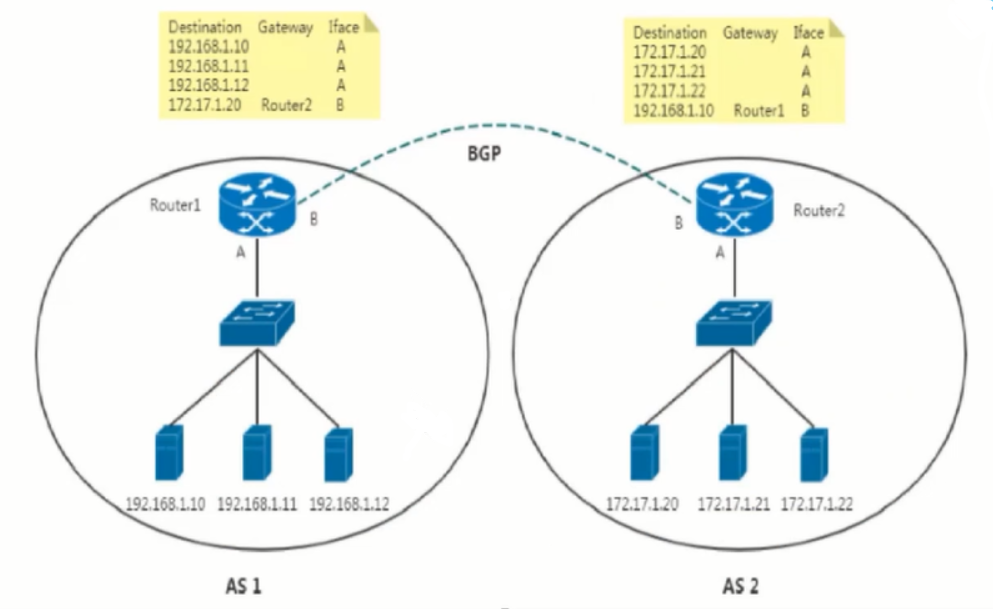 Destination Gateway Iface
192.168.1.10 A
192.168.1.11 A
192.168.1.12 A
172.17.1.20 Router2 B
Destination Gateway Iface
172.17.1.20 A
172.17.1.21 A
172.17.1.22 A
192.168.1.10 Router1 B
BGP
Router1
B
A
B
Router2
A
192.168.1.10 192.168.1.11 192.168.1.12
172.17.1.20 172.17.1.21 172.17.1.22
AS 1
AS 2